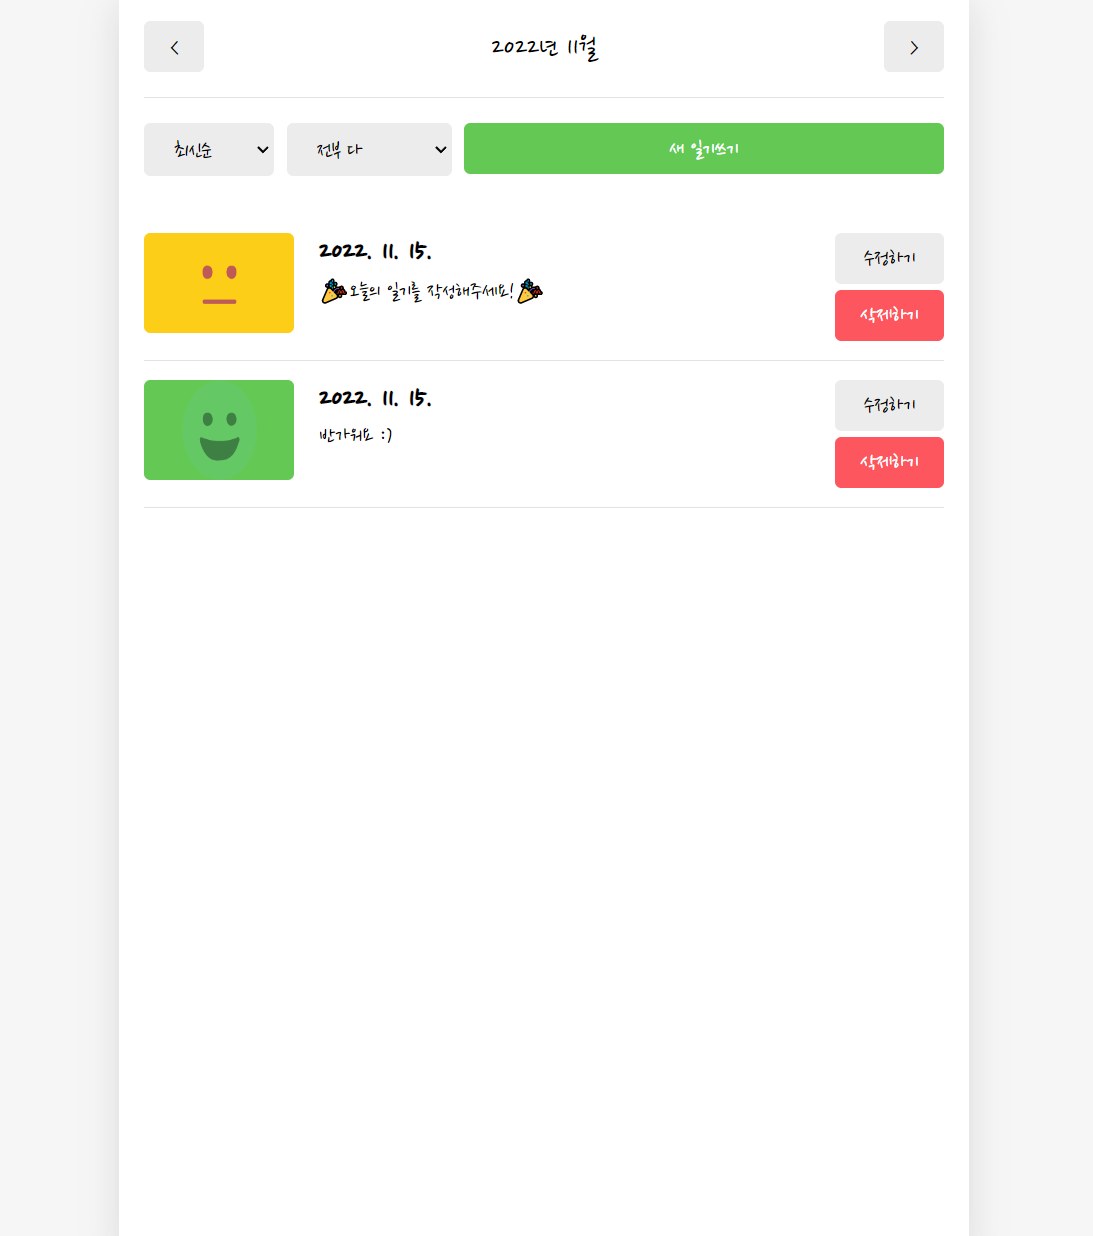 < 2022년 11월 >
최신순 전부 다 새 일기쓰기
2022. 11. 15.
수정하기
🎉오늘의 일기를 작성해주세요!🎉
삭제하기
2022. 11. 15.
수정하기
반가워요 :)
삭제하기